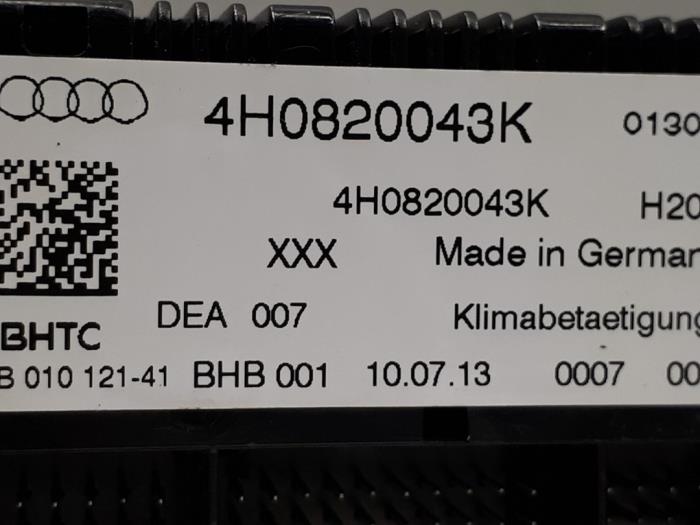 4H0820043K 0130
4H0820043K H20
XXX Made in German
DEA 007 Klimabetaetigung
BHTC
B 010 121-41 BHB 001 10.07.13 0007 00